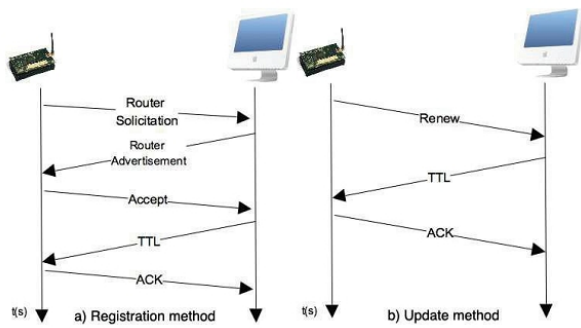 Router
Solicitation
Router
Advertisement
Accept
TTL
ACK
t(s)
a) Registration method
Renew
TTL
ACK
t(s)
b) Update method